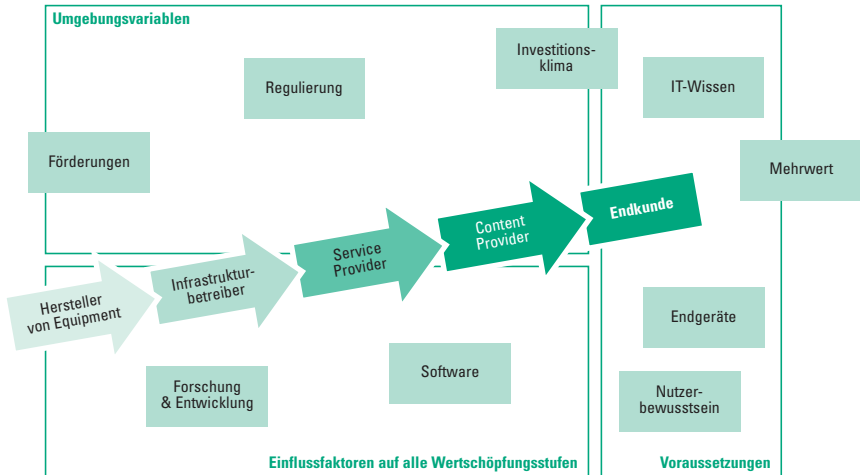 Umgebungsvariablen
Investitions-
klima
Regulierung
IT-Wissen
Förderungen
Mehrwert
Endkunde
Content
Provider
Service
Provider
Infrastruktur-
betreiber
Hersteller
von Equipment
Endgeräte
Software
Forschung
& Entwicklung
Nutzer-
bewusstsein
Einflussfaktoren auf alle Wertschöpfungsstufen
Voraussetzungen